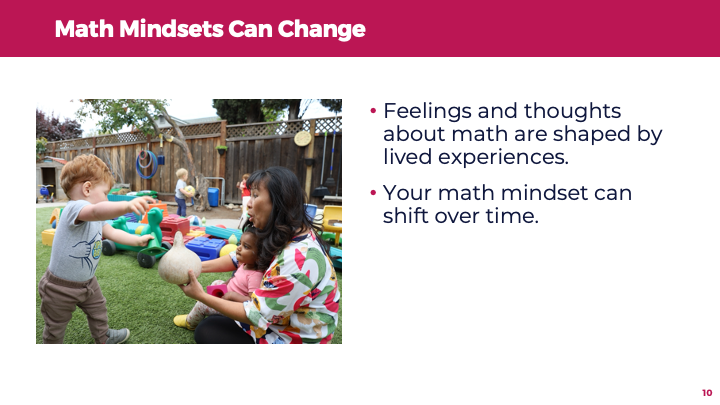 Math Mindsets Can Change
• Feelings and thoughts
about math are shaped by
lived experiences.
• Your math mindset can
shift over time.
10